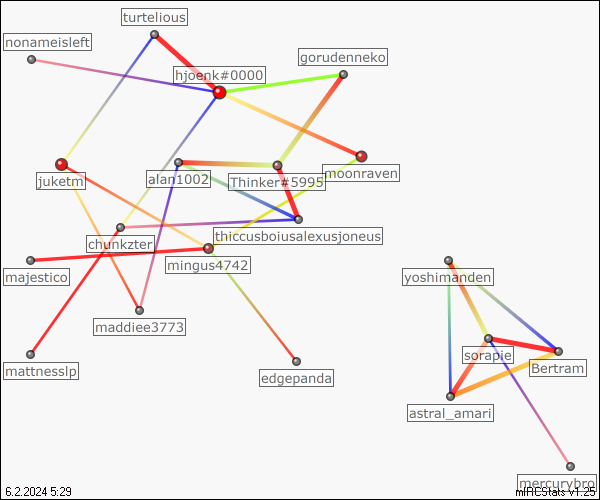 turtelious
nonameisleft
gorudenneko
hjoenk#0000
moonraven
juketm
alan1002
Thinker#5995
thiccusboiusalexusjoneus
chunkzter
mingus4742
majestico
yoshimanden
maddiee3773
sorapie
mattnesslp
edgepanda
Bertram
astral_amari
mercurybro
6.2.2024 5:29
mIRCStats v1.25